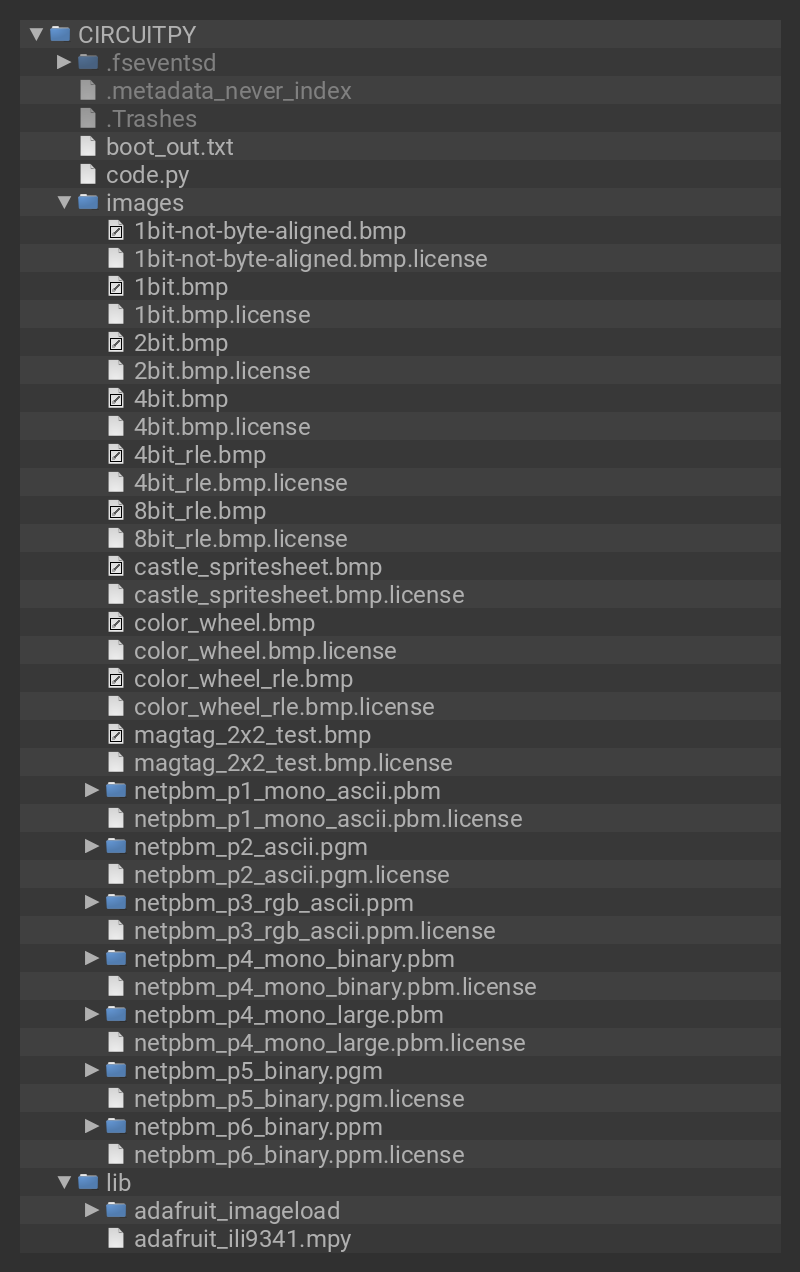 CIRCUITPY
.fseventsd
.metadata_never_index
.Trashes
boot_out.txt
code.py
images
1bit-not-byte-aligned.bmp
1bit-not-byte-aligned.bmp.license
1bit.bmp
1bit.bmp.license
2bit.bmp
2bit.bmp.license
4bit.bmp
4bit.bmp.license
4bit_rle.bmp
4bit_rle.bmp.license
8bit_rle.bmp
8bit_rle.bmp.license
castle_spritesheet.bmp
castle_spritesheet.bmp.license
color_wheel.bmp
color_wheel.bmp.license
color_wheel_rle.bmp
color_wheel_rle.bmp.license
magtag_2x2_test.bmp
magtag_2x2_test.bmp.license
netpbm_p1_mono_ascii.pbm
netpbm_p1_mono_ascii.pbm.license
netpbm_p2_ascii.pgm
netpbm_p2_ascii.pgm.license
netpbm_p3_rgb_ascii.ppm
netpbm_p3_rgb_ascii.ppm.license
netpbm_p4_mono_binary.pbm
netpbm_p4_mono_binary.pbm.license
netpbm_p4_mono_large.pbm
netpbm_p4_mono_large.pbm.license
netpbm_p5_binary.pgm
netpbm_p5_binary.pgm.license
netpbm_p6_binary.ppm
netpbm_p6_binary.ppm.license
lib
adafruit_imageload
adafruit_ili9341.mpy